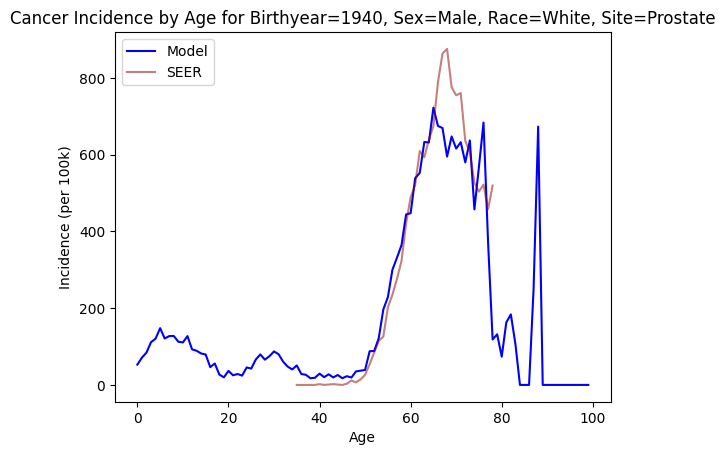 Cancer Incidence by Age for Birthyear=1940, Sex=Male, Race=White, Site=Prostate
Model
SEER
800
600
400
200
0
Incidence (per 100k)
0 20 40 60 80 100
Age